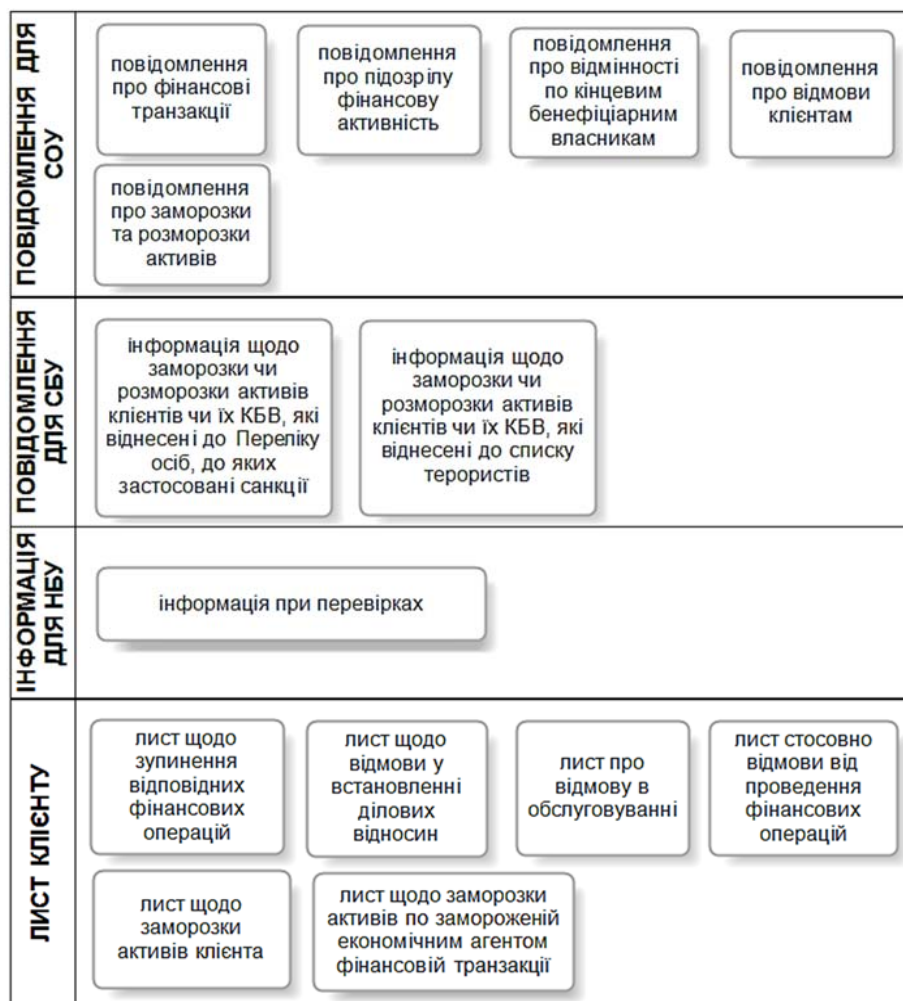 ПОВІДОМЛЕННЯ ДЛЯ
СОУ
повідомлення
про фінансові
транзакції
повідомлення
про підозрілу
фінансову
активність
повідомлення
про відмінності
по кінцевим
бенефіціарним
власникам
повідомлення
про відмови
клієнтам
повідомлення
про заморозки
та розморозки
активів
ПОВІДОМЛЕННЯ
ДЛЯ СБУ
інформація щодо
заморозки чи
розморозки активів
клієнтів чи їх КБВ, які
віднесені до Переліку
осіб, до яких
застосовані санкції
інформація щодо
заморозки чи
розморозки активів
клієнтів чи їх КБВ, які
віднесені до списку
терористів
ІНФОРМАЦІЯ
ДЛЯ НБУ
інформація при перевірках
ЛИСТ КЛІЄНТУ
лист щодо
зупинення
відповідних
фінансових
операцій
лист щодо
відмови у
встановленні
ділових
відносин
лист про
відмову в
обслуговуванні
лист стосовно
відмови від
проведення
фінансових
операцій
лист щодо
заморозки
активів клієнта
лист щодо заморозки
активів по замороженій
економічним агентом
фінансовій транзакції